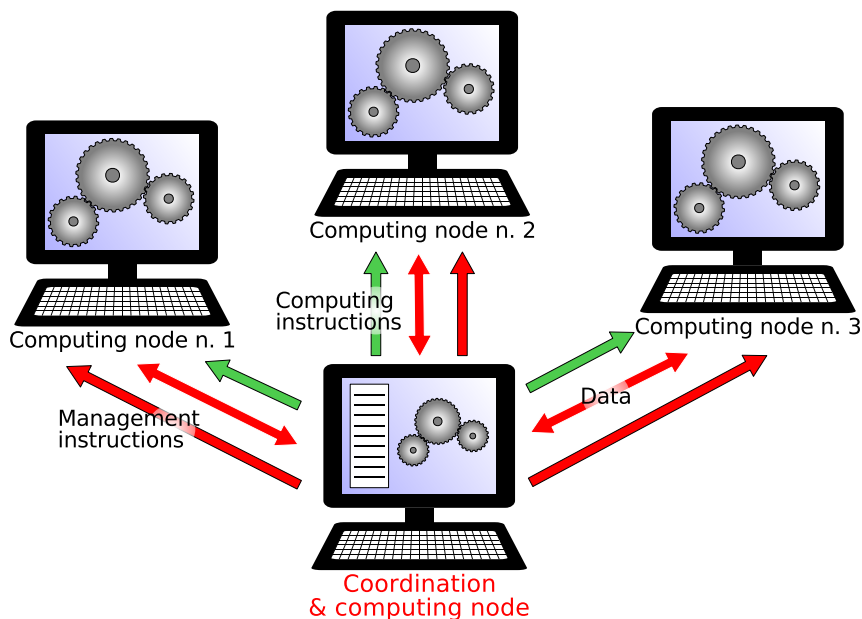 Computing node n. 2
Computing
instructions
Computing node n. 1
Computing node n. 3
Management
instructions
Data
Coordination
& computing node